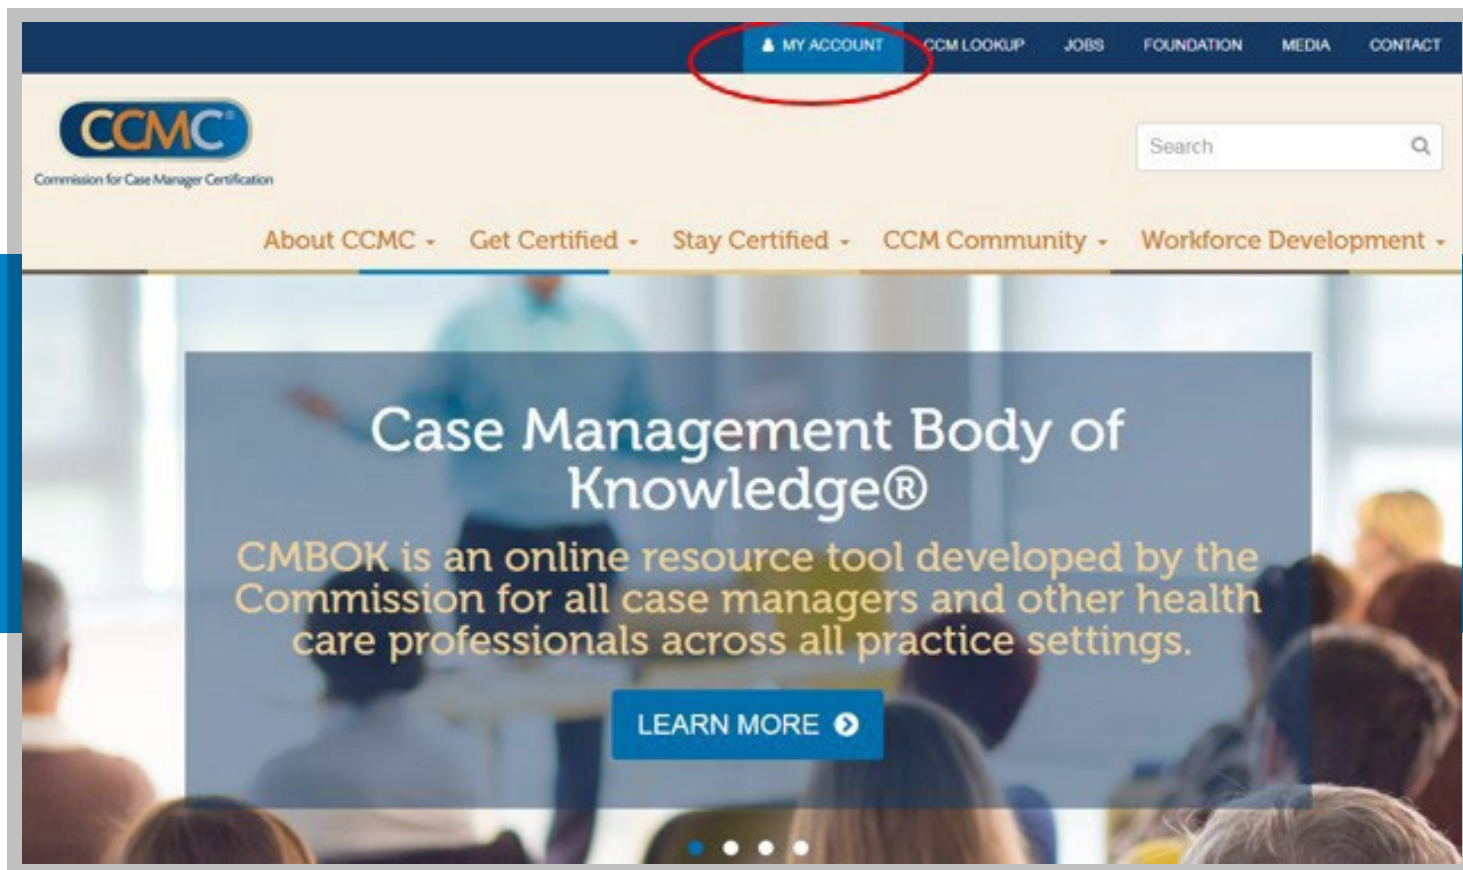 MY ACCOUNT CCM LOOKUP JOBS FOUNDATION MEDIA CONTACT
CCMC®
Commission for Case Manager Certification
Search
About CCMC Get Certified Stay Certified CCM Community Workforce Development
Case Management Body of
Knowledge®
CMBOK is an online resource tool developed by the
Commission for all case managers and other health
care professionals across all practice settings.
LEARN MORE